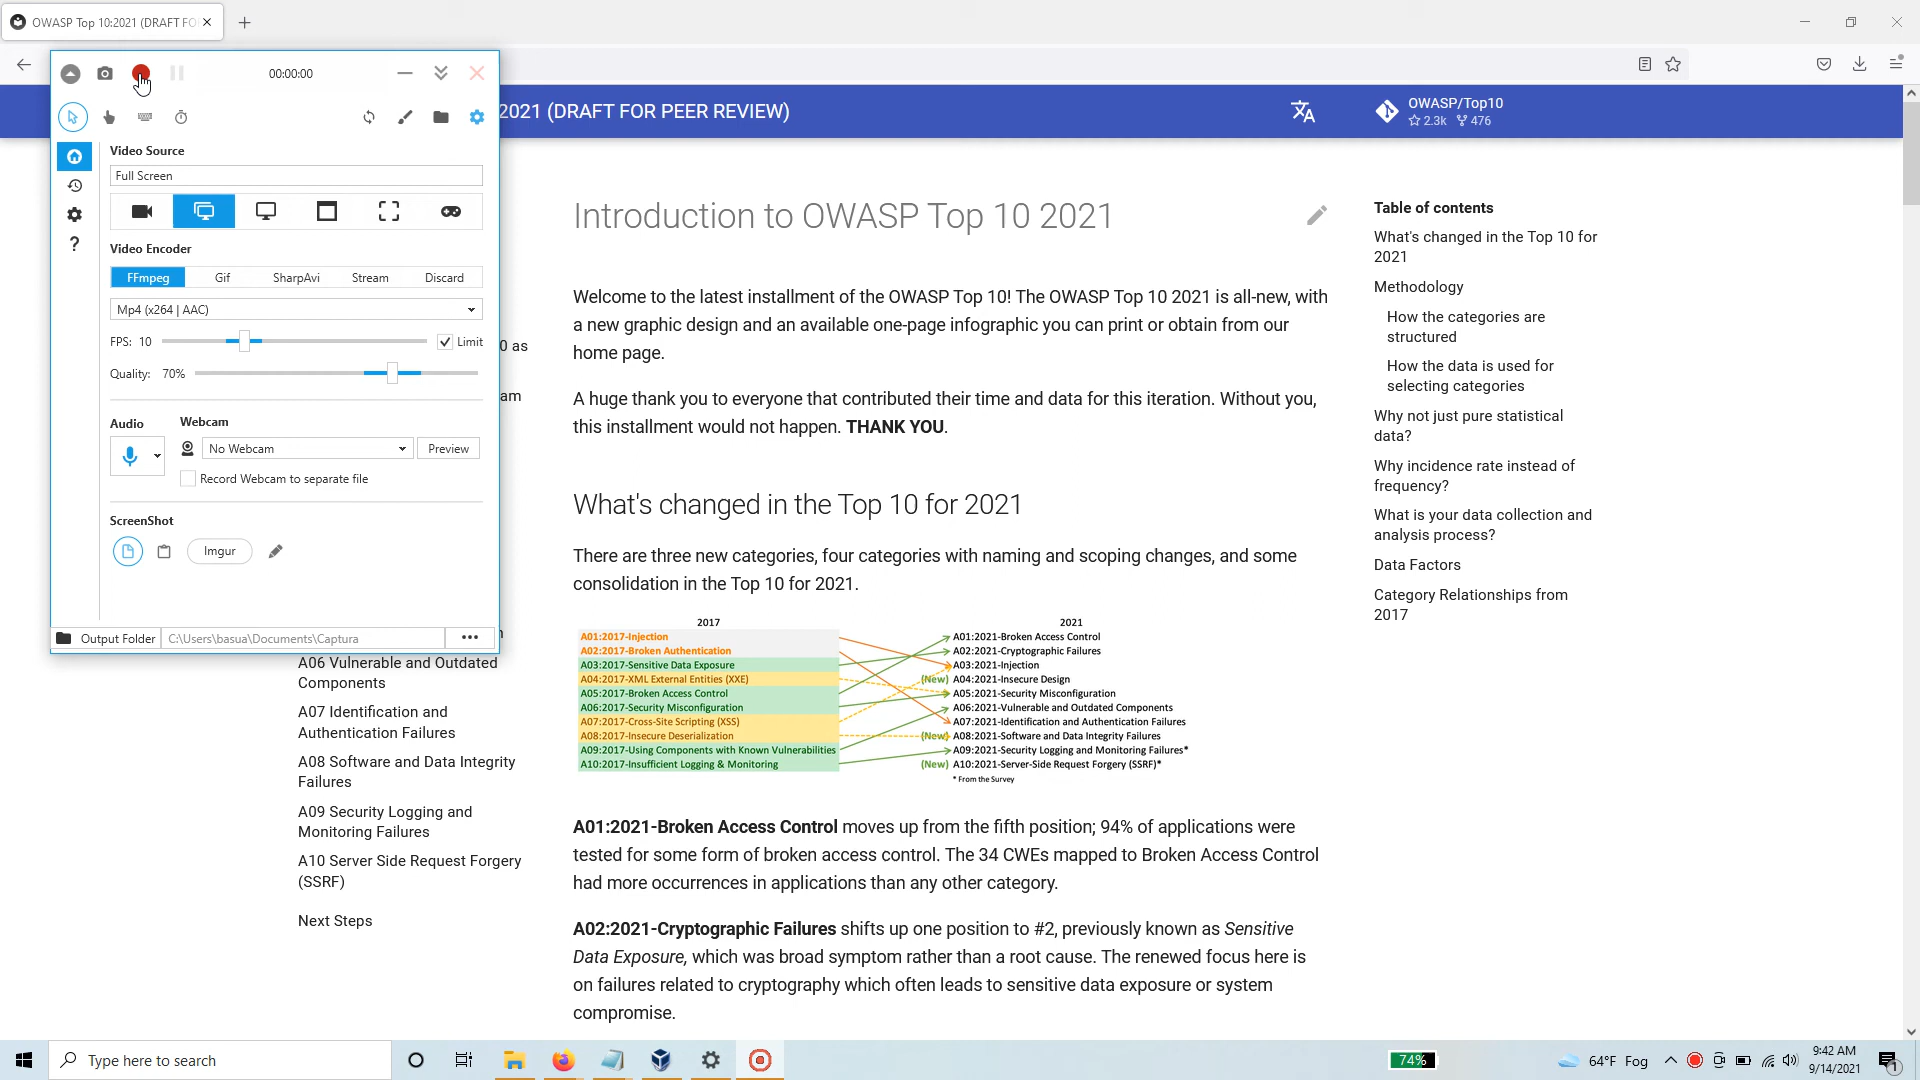 OWASP Top 10:2021 (DRAFT FO
00:00:00
2021 (DRAFT FOR PEER REVIEW)
OWASP/Top10
2.3k 476
Video Source
Full Screen
Video Encoder
FFmpeg Gif SharpAvi Stream Discard
Mp4 (x264 | AAC)
FPS: 10 Limit
Quality: 70%
Audio Webcam
No Webcam Preview
Record Webcam to separate file
ScreenShot
Imgur
Output Folder C:\Users\basua\Documents\Captura
0 as
am
A06 Vulnerable and Outdated
Components
A07 Identification and
Authentication Failures
A08 Software and Data Integrity
Failures
A09 Security Logging and
Monitoring Failures
A10 Server Side Request Forgery
(SSRF)
Next Steps
Introduction to OWASP Top 10 2021
Welcome to the latest installment of the OWASP Top 10! The OWASP Top 10 2021 is all-new, with
a new graphic design and an available one-page infographic you can print or obtain from our
home page.
A huge thank you to everyone that contributed their time and data for this iteration. Without you,
this installment would not happen. THANK YOU.
What's changed in the Top 10 for 2021
There are three new categories, four categories with naming and scoping changes, and some
consolidation in the Top 10 for 2021.
2017 2021
A01:2017-Injection A01:2021-Broken Access Control
A02:2017-Broken Authentication A02:2021-Cryptographic Failures
A03:2017-Sensitive Data Exposure A03:2021-Injection
A04:2017-XML External Entities (XXE) (New) A04:2021-Insecure Design
A05:2017-Broken Access Control A05:2021-Security Misconfiguration
A06:2017-Security Misconfiguration A06:2021-Vulnerable and Outdated Components
A07:2017-Cross-Site Scripting (XSS) A07:2021-Identification and Authentication Failures
A08:2017-Insecure Deserialization (New) A08:2021-Software and Data Integrity Failures
A09:2017-Using Components with Known Vulnerabilities A09:2021-Security Logging and Monitoring Failures*
A10:2017-Insufficient Logging & Monitoring (New) A10:2021-Server-Side Request Forgery (SSRF)*
* From the Survey
A01:2021-Broken Access Control moves up from the fifth position; 94% of applications were
tested for some form of broken access control. The 34 CWEs mapped to Broken Access Control
had more occurrences in applications than any other category.
A02:2021-Cryptographic Failures shifts up one position to #2, previously known as Sensitive
Data Exposure, which was broad symptom rather than a root cause. The renewed focus here is
on failures related to cryptography which often leads to sensitive data exposure or system
compromise.
Table of contents
What's changed in the Top 10 for
2021
Methodology
How the categories are
structured
How the data is used for
selecting categories
Why not just pure statistical
data?
Why incidence rate instead of
frequency?
What is your data collection and
analysis process?
Data Factors
Category Relationships from
2017
Type here to search
74%
64°F Fog
9:42 AM
9/14/2021
1